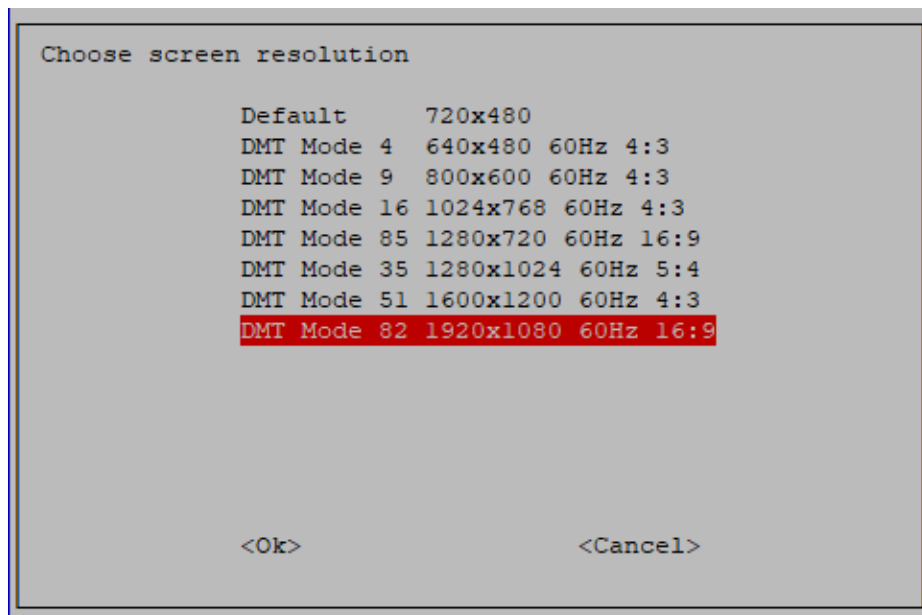 Choose screen resolution
Default 720x480
DMT Mode 4 640x480 60Hz 4:3
DMT Mode 9 800x600 60Hz 4:3
DMT Mode 16 1024x768 60Hz 4:3
DMT Mode 85 1280x720 60Hz 16:9
DMT Mode 35 1280x1024 60Hz 5:4
DMT Mode 51 1600x1200 60Hz 4:3
DMT Mode 82 1920x1080 60Hz 16:9
<Ok> <Cancel>